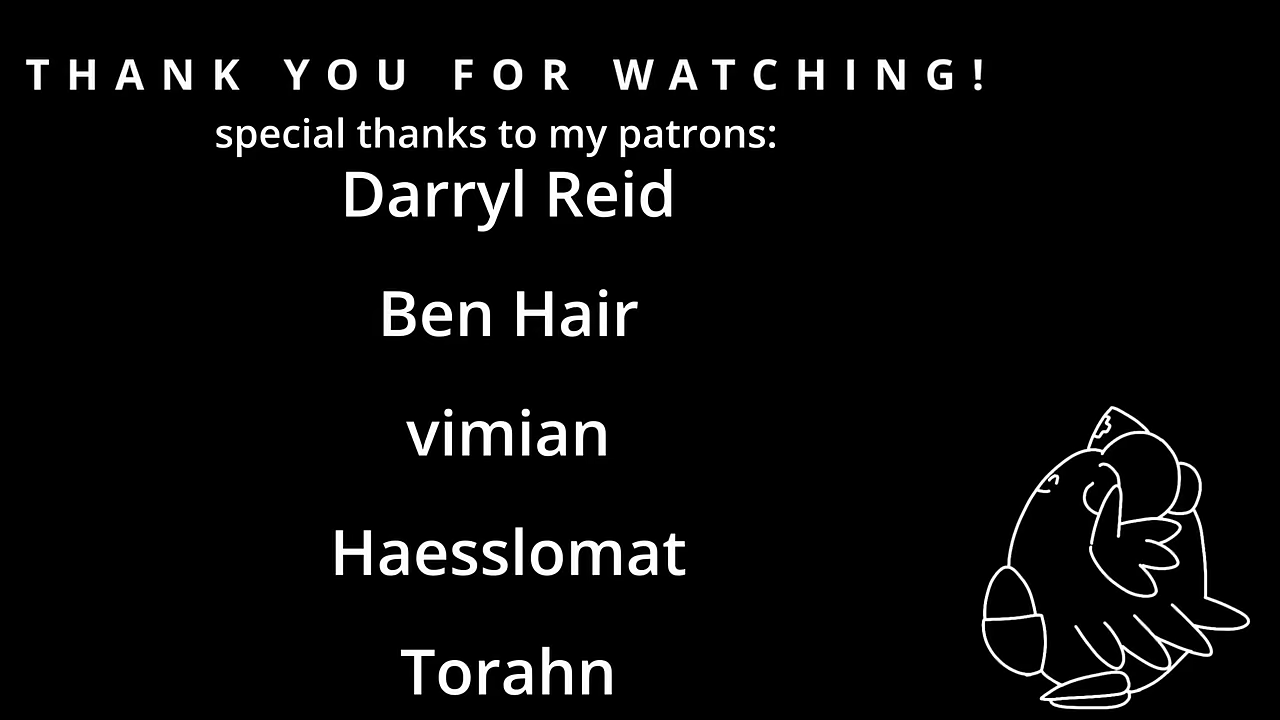 THANK YOU FOR WATCHING!
special thanks to my patrons:
Darryl Reid
Ben Hair
vimian
Haesslomat
Torahn